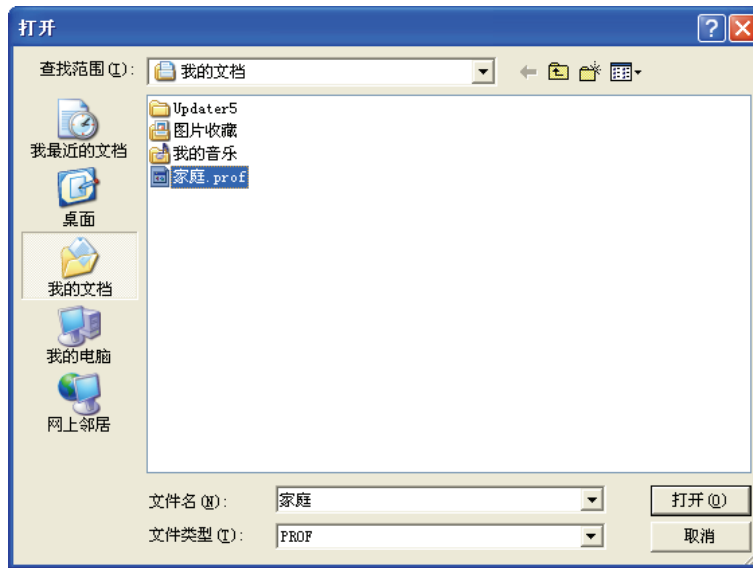 打开
查找范围(I):
我的文档
我最近的文档
桌面
我的文档
我的电脑
网上邻居
Updater5
图片收藏
我的音乐
家庭.prof
文件名(N):
家庭
打开(O)
文件类型(T):
PROF
取消